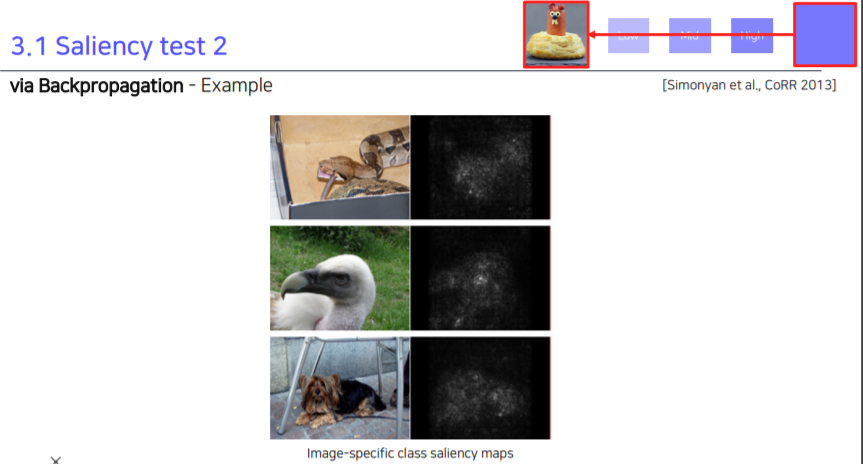 3.1 Saliency test 2
Low Mid High
via Backpropagation - Example
[Simonyan et al., CoRR 2013]
Image-specific class saliency maps